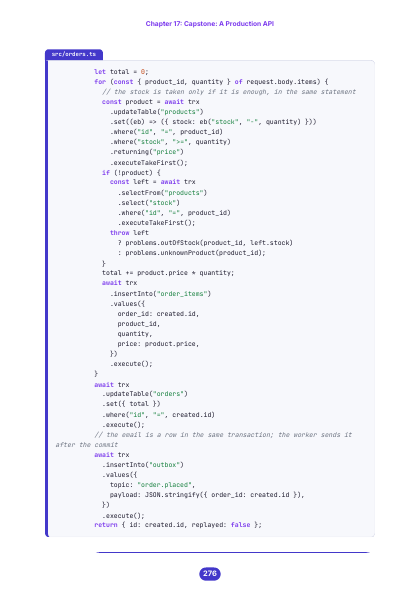 Chapter 17: Capstone: A Production API
src/orders.ts
let total = 0;
for (const { product_id, quantity } of request.body.items) {
// the stock is taken only if it is enough, in the same statement
const product = await trx
.updateTable("products")
.set((eb) => ({ stock: eb("stock", "-", quantity) }))
.where("id", "=", product_id)
.where("stock", ">=", quantity)
.returning("price")
.executeTakeFirst();
if (!product) {
const left = await trx
.selectFrom("products")
.select("stock")
.where("id", "=", product_id)
.executeTakeFirst();
throw left
? problems.outOfStock(product_id, left.stock)
: problems.unknownProduct(product_id);
}
total += product.price * quantity;
await trx
.insertInto("order_items")
.values({
order_id: created.id,
product_id,
quantity,
price: product.price,
})
.execute();
}
await trx
.updateTable("orders")
.set({ total })
.where("id", "=", created.id)
.execute();
// the email is a row in the same transaction; the worker sends it
after the commit
await trx
.insertInto("outbox")
.values({
topic: "order.placed",
payload: JSON.stringify({ order_id: created.id }),
})
.execute();
return { id: created.id, replayed: false };
276